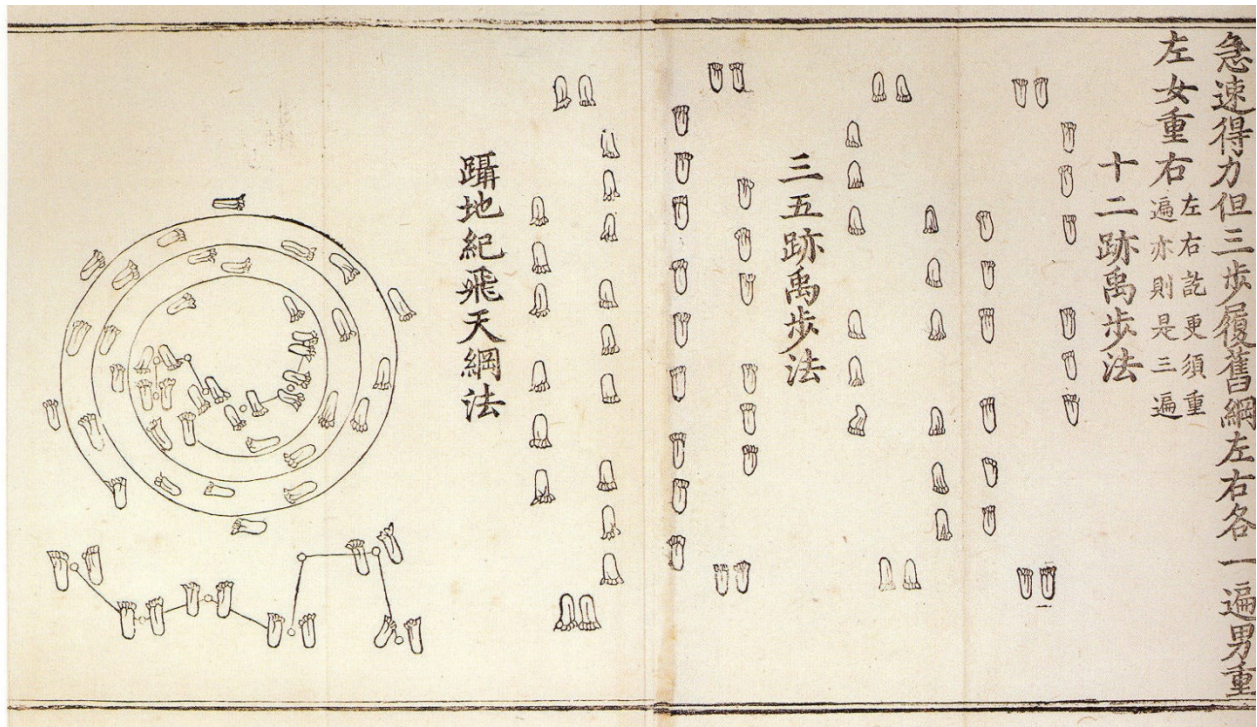 急速得力但三步履舊綱左右各一遍男重
左女重右左右訖更須重
遍亦則是三遍
十二跡禹步法
三五跡禹步法
躡地紀飛天綱法